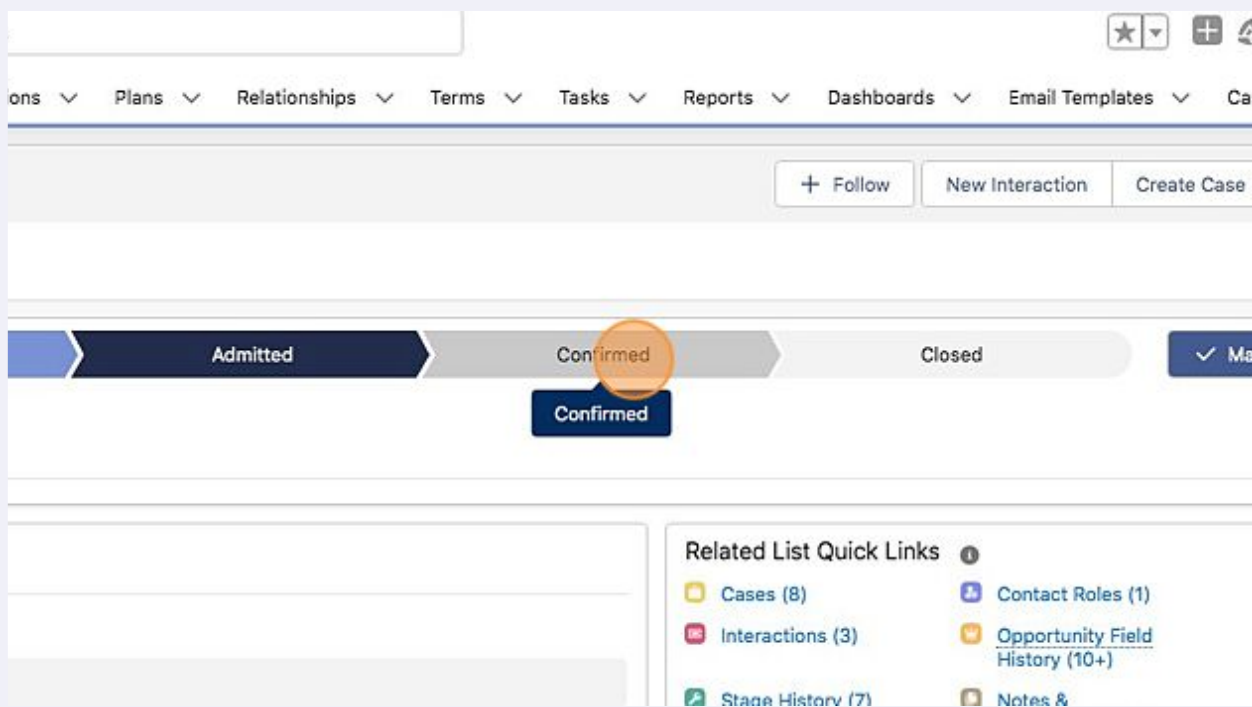 ons Plans Relationships Terms Tasks Reports Dashboards Email Templates Ca
+ Follow New Interaction Create Case
Admitted Confirmed Closed Ma
Confirmed
Related List Quick Links
Cases (8) Contact Roles (1)
Interactions (3) Opportunity Field
History (10+)
Stage History (7) Notes &